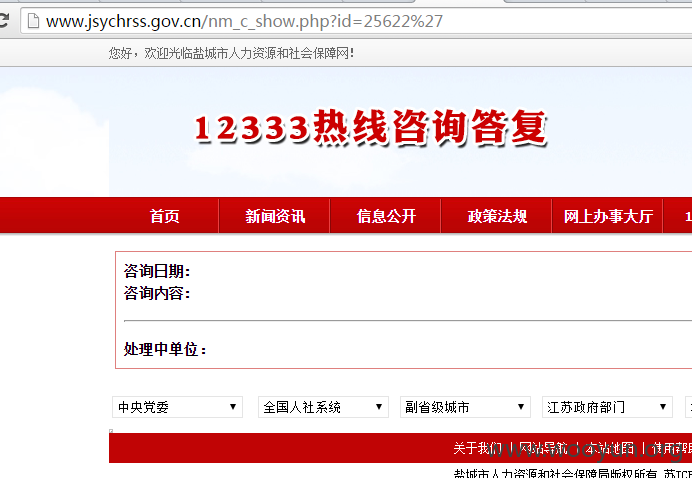 www.jsychrss.gov.cn/nm_c_show.php?id=25622%27
您好，欢迎光临盐城市人力资源和社会保障网!
12333热线咨询答复
首页 新闻资讯 信息公开 政策法规 网上办事大厅 1
咨询日期：
咨询内容：
处理中单位：
中央党委 全国人社系统 副省级城市 江苏政府部门
关于我们 | 网站导航 | 本站地图 | 使用帮助
盐城市人力资源和社会保障局版权所有 苏ICP